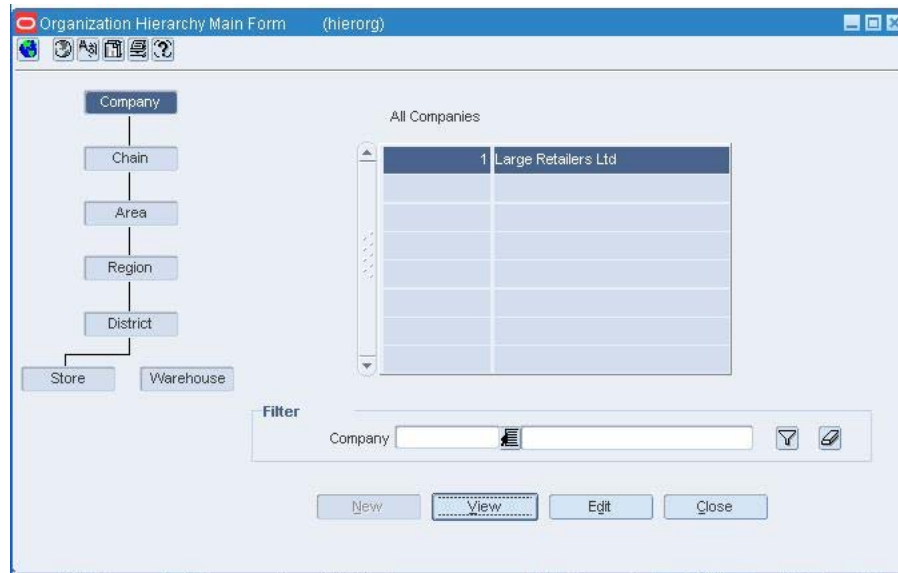 Organization Hierarchy Main Form (hierorg)
Company
Chain
Area
Region
District
Store
Warehouse
All Companies
1 Large Retailers Ltd
Filter
Company
New
View
Edit
Close